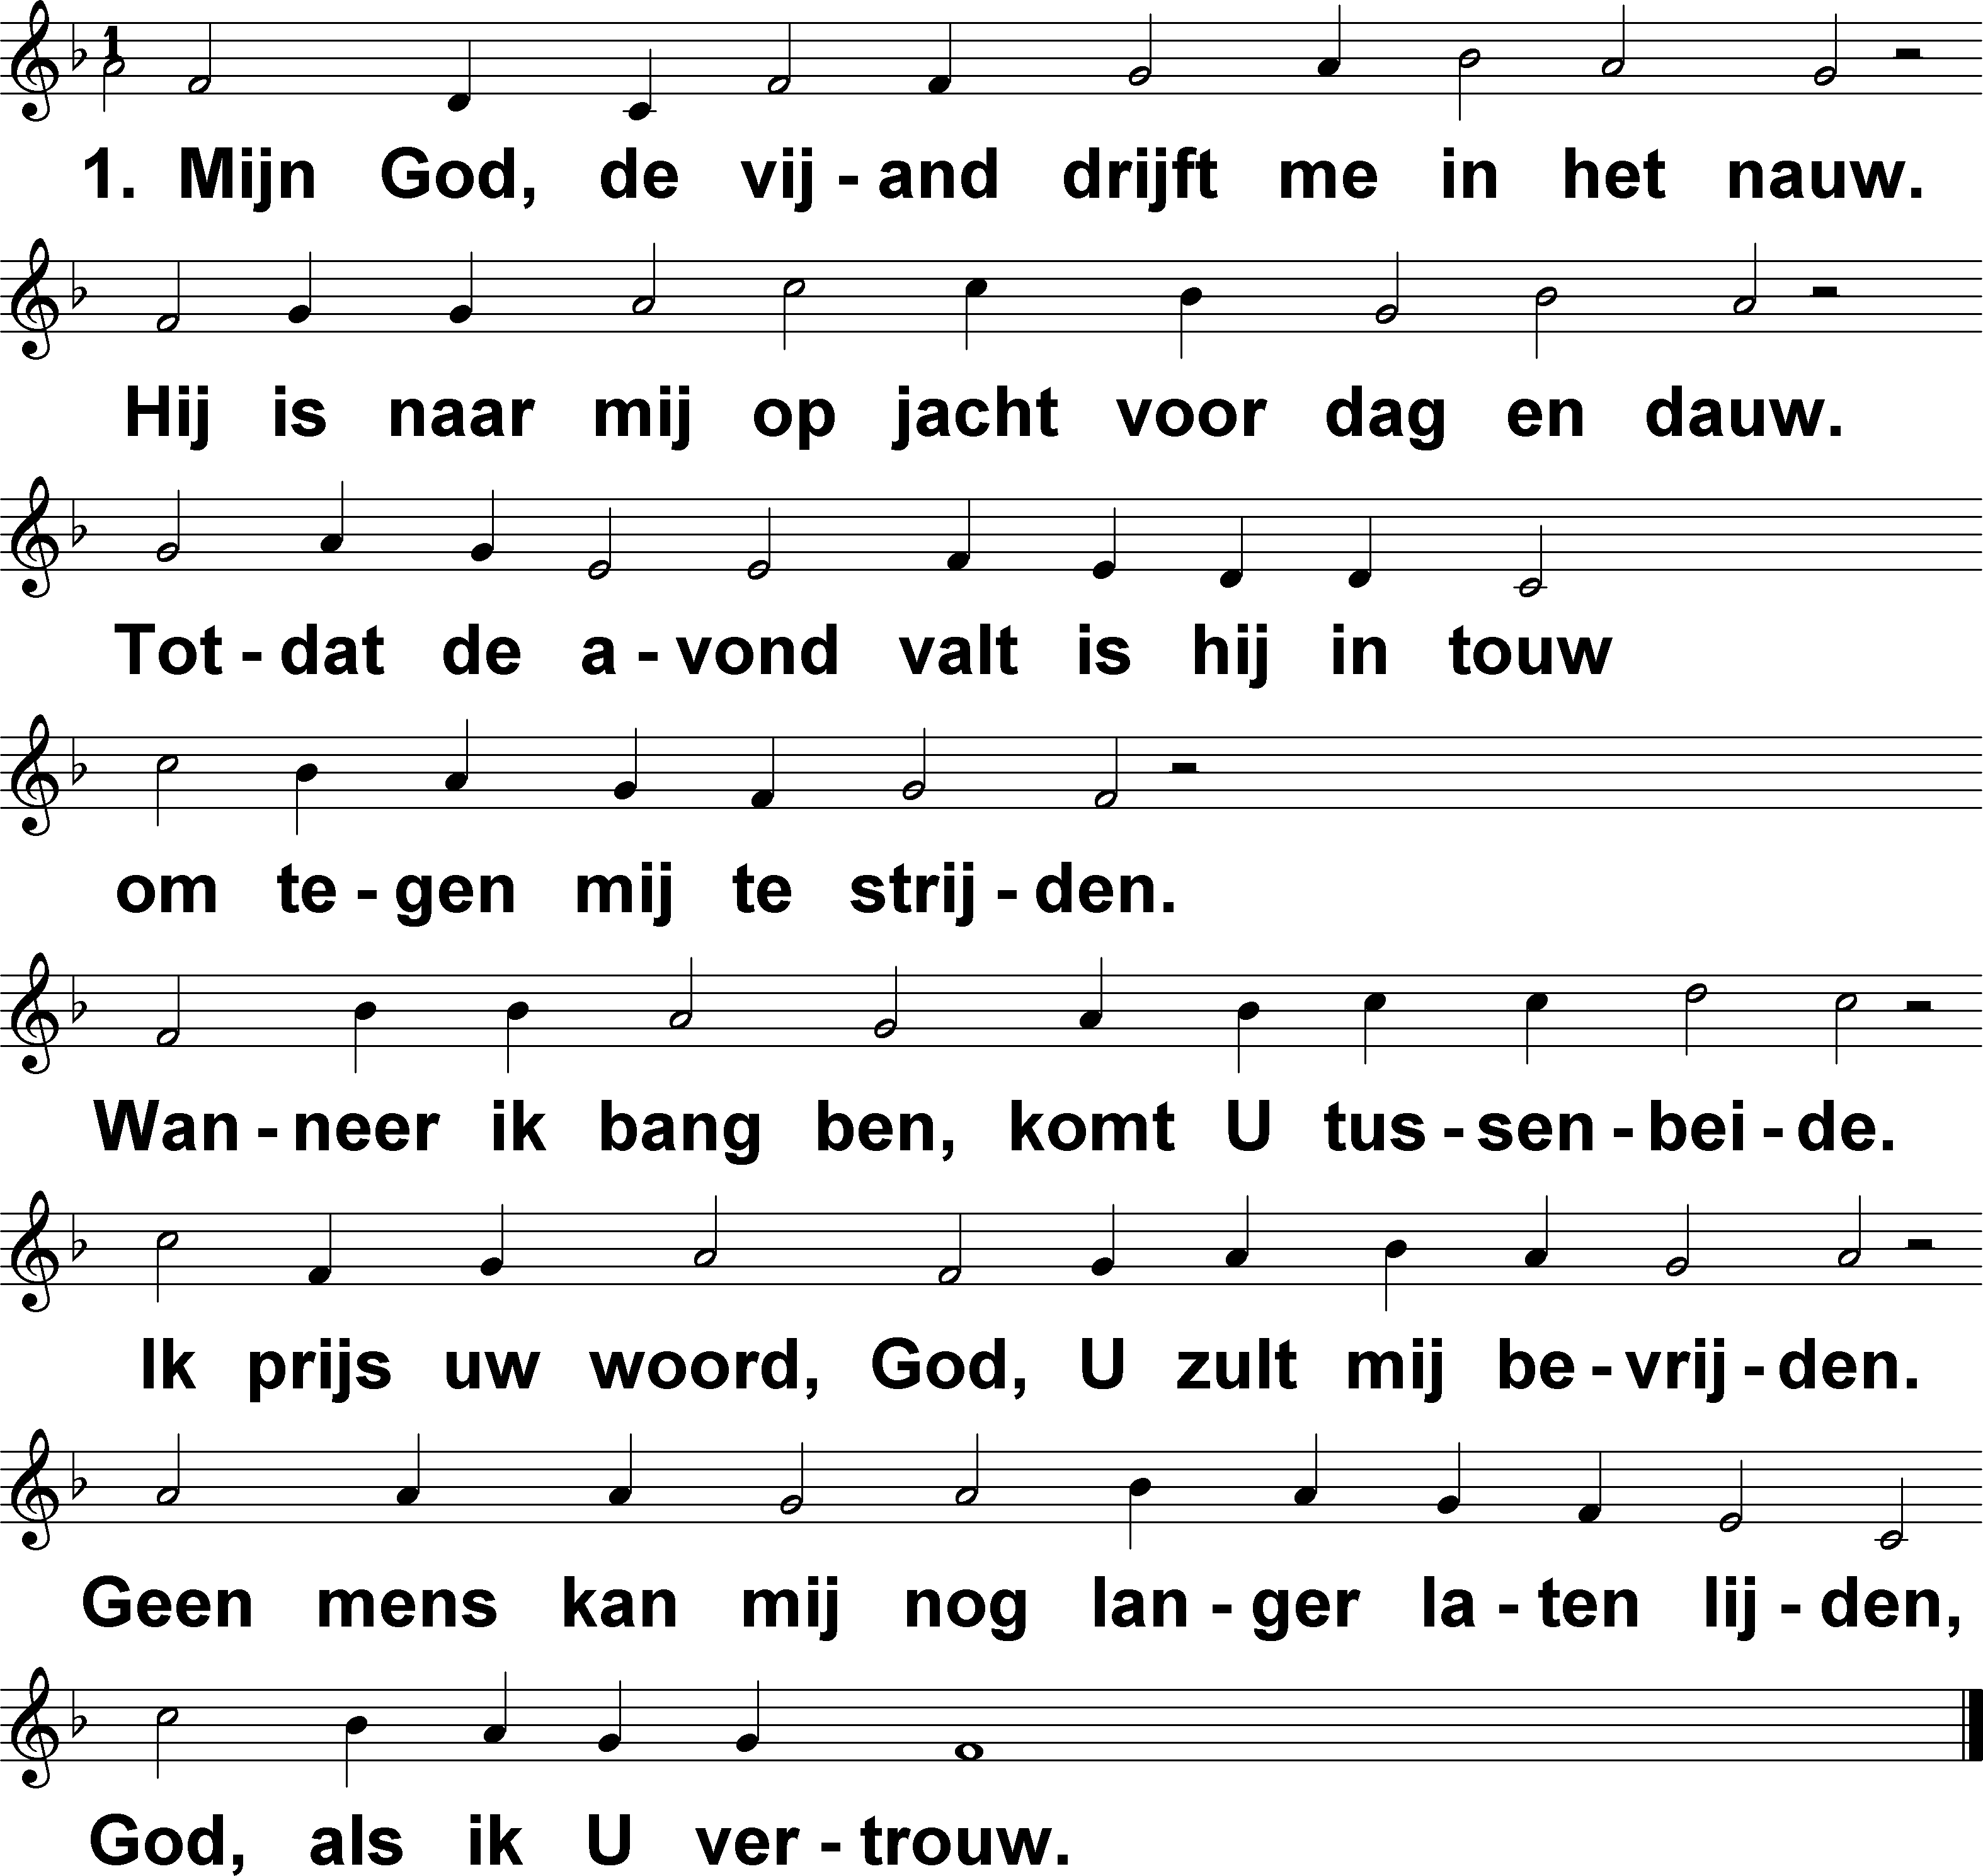 1
1. Mijn God, de vij - and drijft me in het nauw.
Hij is naar mij op jacht voor dag en dauw.
Tot - dat de a - vond valt is hij in touw
om te - gen mij te strij - den.
Wan - neer ik bang ben, komt U tus - sen - bei - de.
Ik prijs uw woord, God, U zult mij be - vrij - den.
Geen mens kan mij nog lan - ger la - ten lij - den,
God, als ik U ver - trouw.